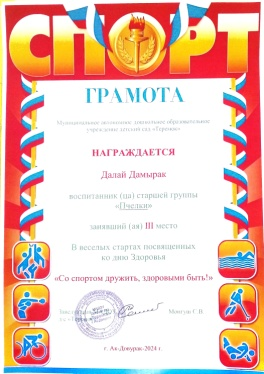 СПОРТ
ГРАМОТА
Муниципальное автономное дошкольное образовательное
учреждение детский сад «Теремок»
НАГРАЖДАЕТСЯ
Далай Дамырак
воспитанник (ца) старшей группы
«Пчелки»
занявший (ая) III место
В веселых стартах посвященных
ко дню Здоровья
«Со спортом дружить, здоровыми быть!»
Монгуш С.В.
г. Ак-Довурак-2024 г.